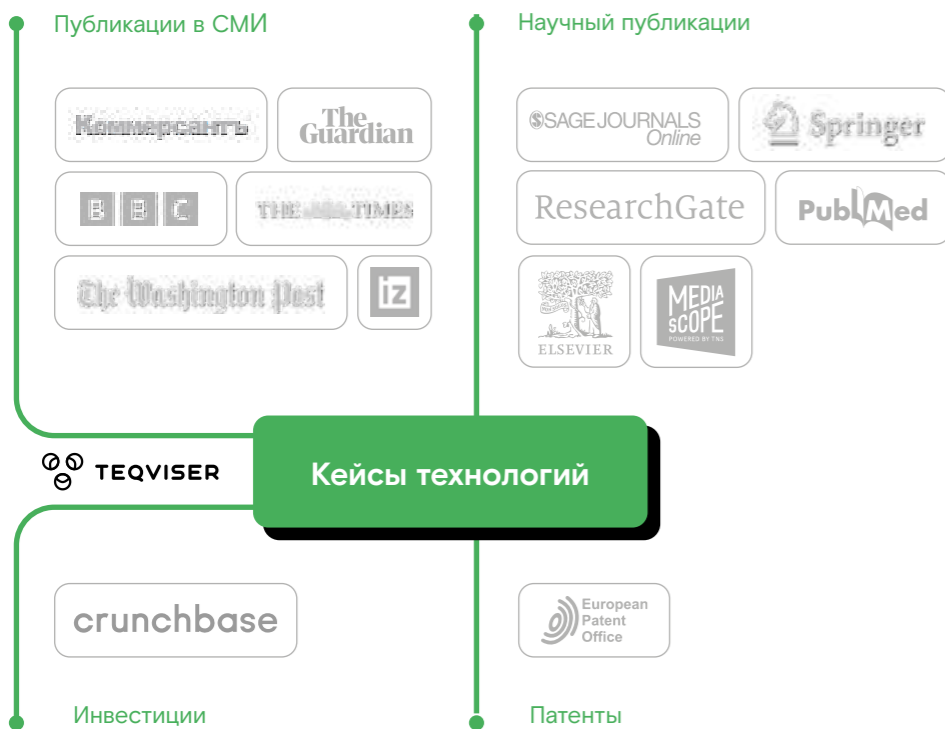 Публикации в СМИ
Научный публикации
Коммерсантъ
The
Guardian
SAGE JOURNALS
Online
Springer
BBC
THE TIMES
ResearchGate
PubMed
The Washington Post
iz
ELSEVIER
MEDIA
SCOPE
POWERED BY TNS
TEQVISER
Кейсы технологий
crunchbase
European
Patent
Office
Инвестиции
Патенты